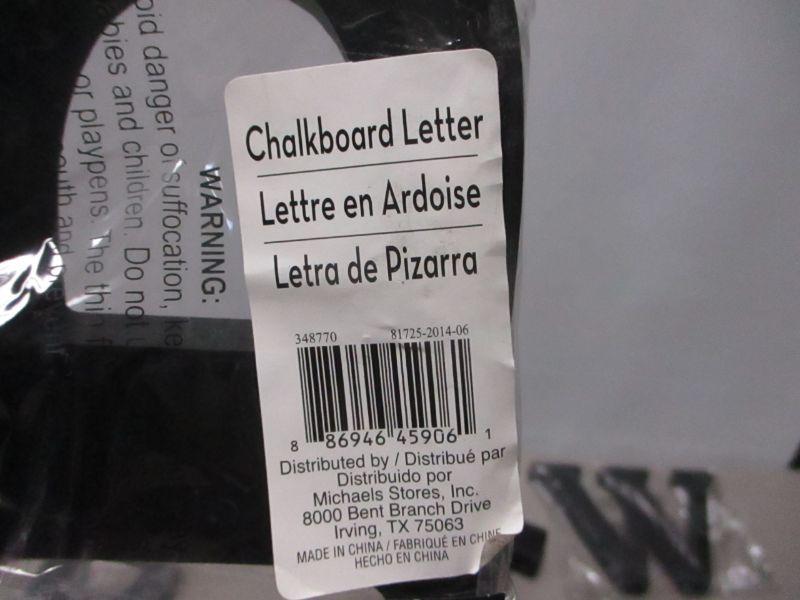 Chalkboard Letter
Lettre en Ardoise
Letra de Pizarra
348770 81725-2014-06
8 86946 45906 1
Distributed by / Distribué par
Distribuido por
Michaels Stores, Inc.
8000 Bent Branch Drive
Irving, TX 75063
MADE IN CHINA / FABRIQUÉ EN CHINE
HECHO EN CHINA
WARNING:
danger of suffocation,
and children. Do not
or playpens. The thin
and
W